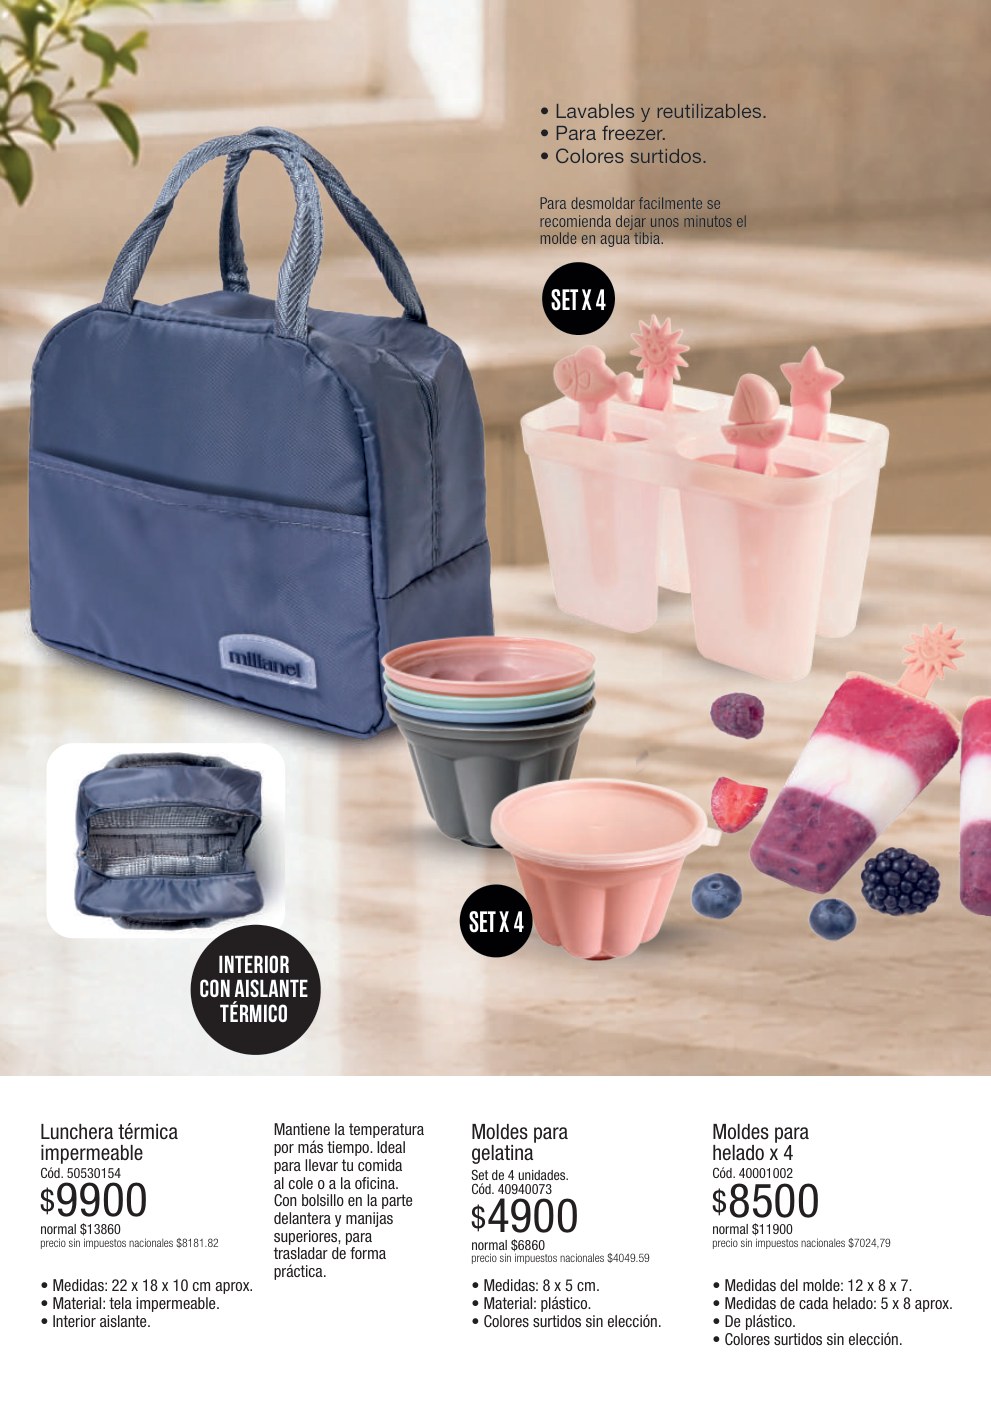 • Lavables y reutilizables.
• Para freezer.
• Colores surtidos.
Para desmoldar facilmente se
recomienda dejar unos minutos el
molde en agua tibia.
SET X 4
millanel
SET X 4
INTERIOR
CON AISLANTE
TÉRMICO
Lunchera térmica
impermeable
Cód. 50530154
$9900
normal $13860
precio sin impuestos nacionales $8181.82
• Medidas: 22 x 18 x 10 cm aprox.
• Material: tela impermeable.
• Interior aislante.
Mantiene la temperatura
por más tiempo. Ideal
para llevar tu comida
al cole o a la oficina.
Con bolsillo en la parte
delantera y manijas
superiores, para
trasladar de forma
práctica.
Moldes para
gelatina
Set de 4 unidades.
Cód. 40940073
$4900
normal $6860
precio sin impuestos nacionales $4049.59
• Medidas: 8 x 5 cm.
• Material: plástico.
• Colores surtidos sin elección.
Moldes para
helado x 4
Cód. 40001002
$8500
normal $11900
precio sin impuestos nacionales $7024,79
• Medidas del molde: 12 x 8 x 7.
• Medidas de cada helado: 5 x 8 aprox.
• De plástico.
• Colores surtidos sin elección.